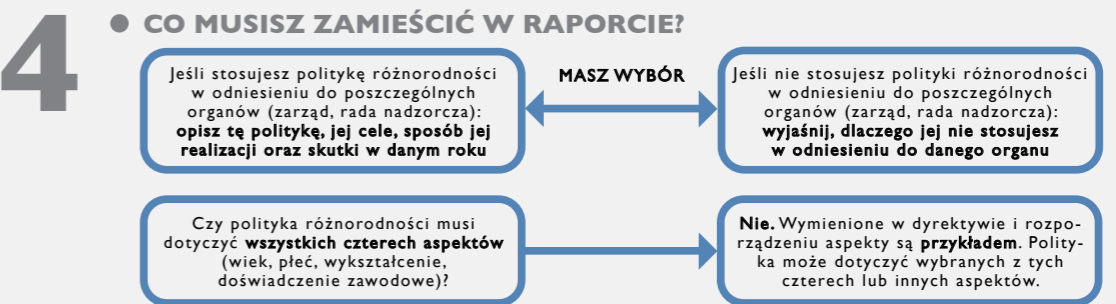 4
● CO MUSISZ ZAMIEŚCIĆ W RAPORCIE?
Jeśli stosujesz politykę różnorodności
w odniesieniu do poszczególnych
organów (zarząd, rada nadzorcza):
opisz tę politykę, jej cele, sposób jej
realizacji oraz skutki w danym roku
MASZ WYBÓR
Jeśli nie stosujesz polityki różnorodności
w odniesieniu do poszczególnych
organów (zarząd, rada nadzorcza):
wyjaśnij, dlaczego jej nie stosujesz
w odniesieniu do danego organu
Czy polityka różnorodności musi
dotyczyć wszystkich czterech aspektów
(wiek, płeć, wykształcenie,
doświadczenie zawodowe)?
Nie. Wymienione w dyrektywie i rozpo-
rządzeniu aspekty są przykładem. Polity-
ka może dotyczyć wybranych z tych
czterech lub innych aspektów.